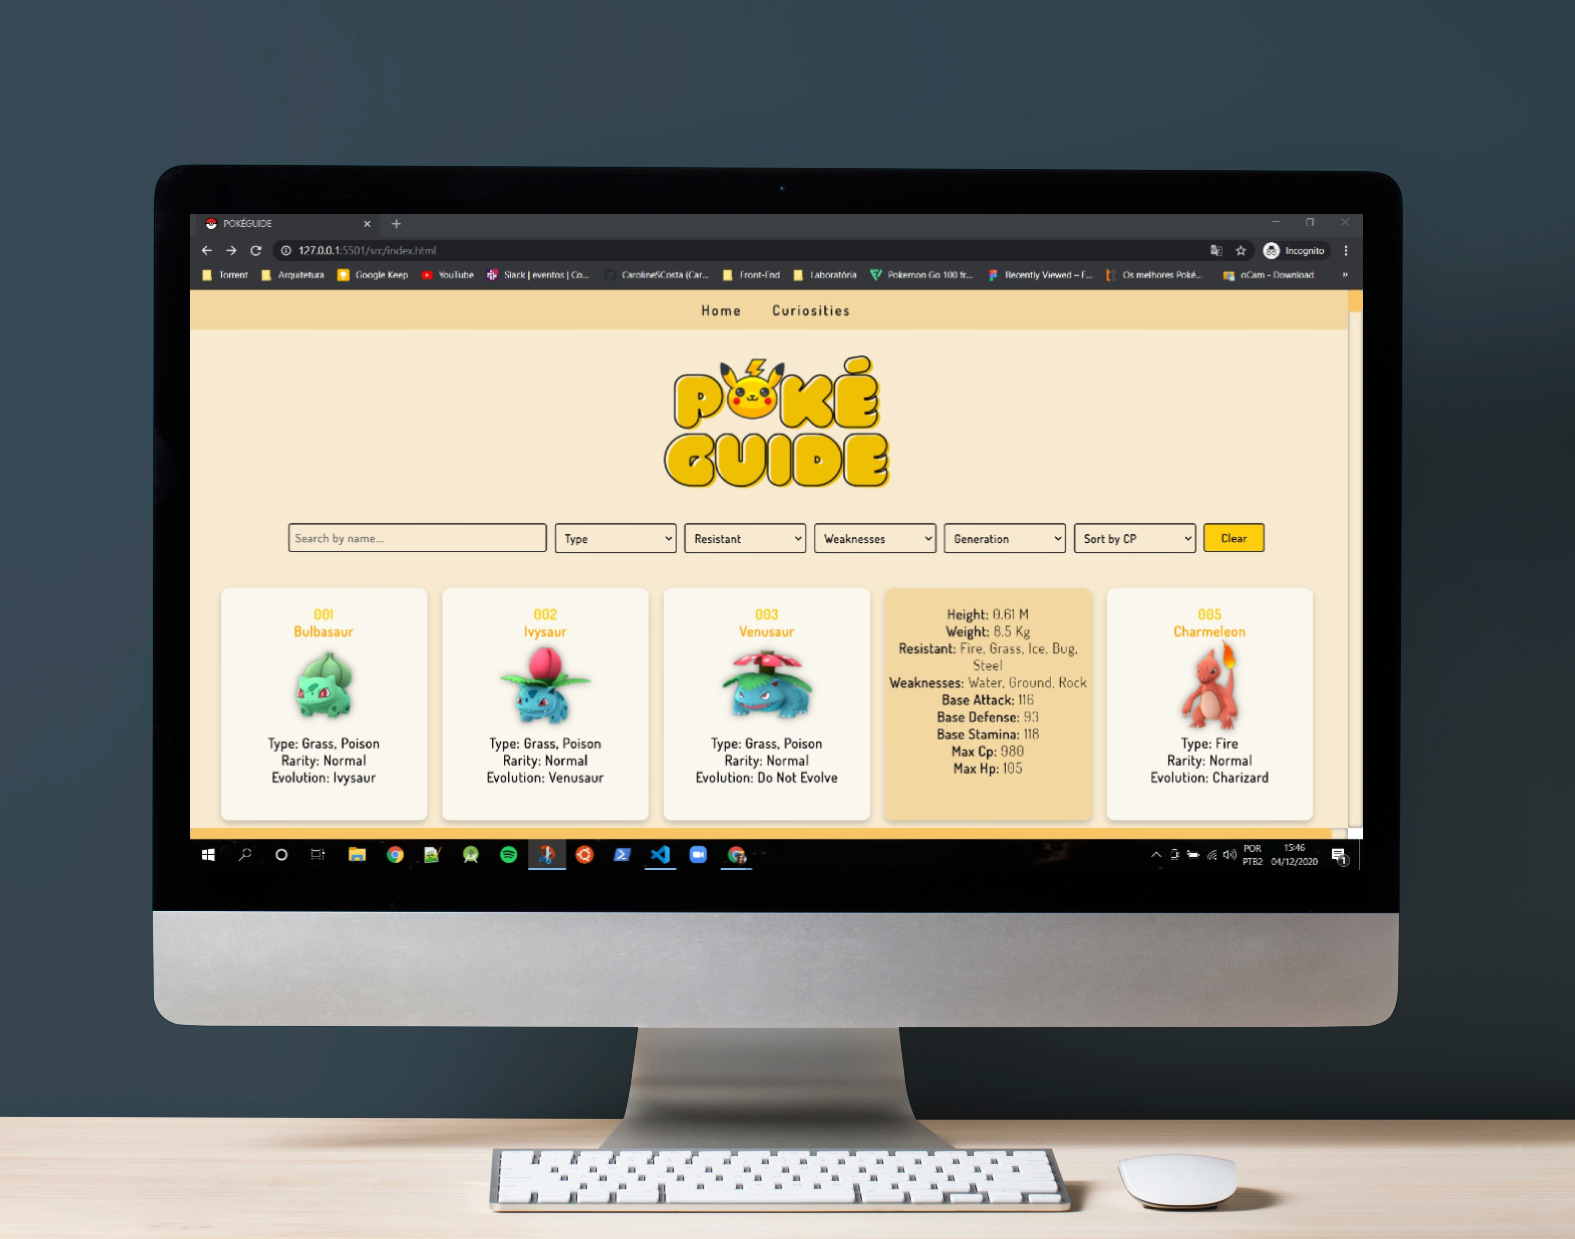 POKÉGUIDE
127.0.0.1:5501/src/index.html
Incognito
Torrent Arquitetura Google Keep YouTube Slack | eventos | Co... CarolineSCosta (Car... Front-End Laboratória Pokemon Go 100 tr... Recently Viewed – F... Os melhores Poké... oCam - Download »
Home Curiosities
POKÉ
GUIDE
Search by name... Type Resistant Weaknesses Generation Sort by CP Clear
001
Bulbasaur
Type: Grass, Poison
Rarity: Normal
Evolution: Ivysaur
002
Ivysaur
Type: Grass, Poison
Rarity: Normal
Evolution: Venusaur
003
Venusaur
Type: Grass, Poison
Rarity: Normal
Evolution: Do Not Evolve
Height: 0.61 M
Weight: 8.5 Kg
Resistant: Fire, Grass, Ice, Bug,
Steel
Weaknesses: Water, Ground, Rock
Base Attack: 116
Base Defense: 93
Base Stamina: 118
Max Cp: 980
Max Hp: 105
005
Charmeleon
Type: Fire
Rarity: Normal
Evolution: Charizard
POR
PTB2
15:46
04/12/2020
1